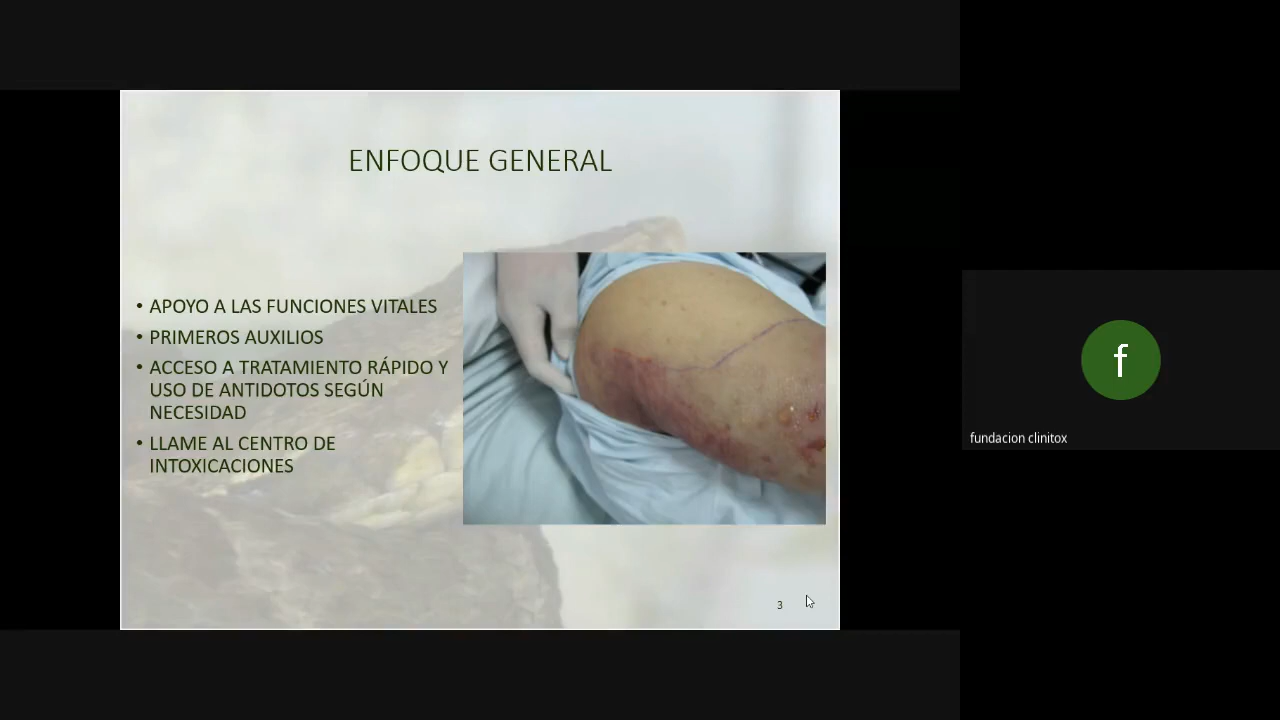 ENFOQUE GENERAL
• APOYO A LAS FUNCIONES VITALES
• PRIMEROS AUXILIOS
• ACCESO A TRATAMIENTO RÁPIDO Y
USO DE ANTIDOTOS SEGÚN
NECESIDAD
• LLAME AL CENTRO DE
INTOXICACIONES
3
f
fundacion clinitox